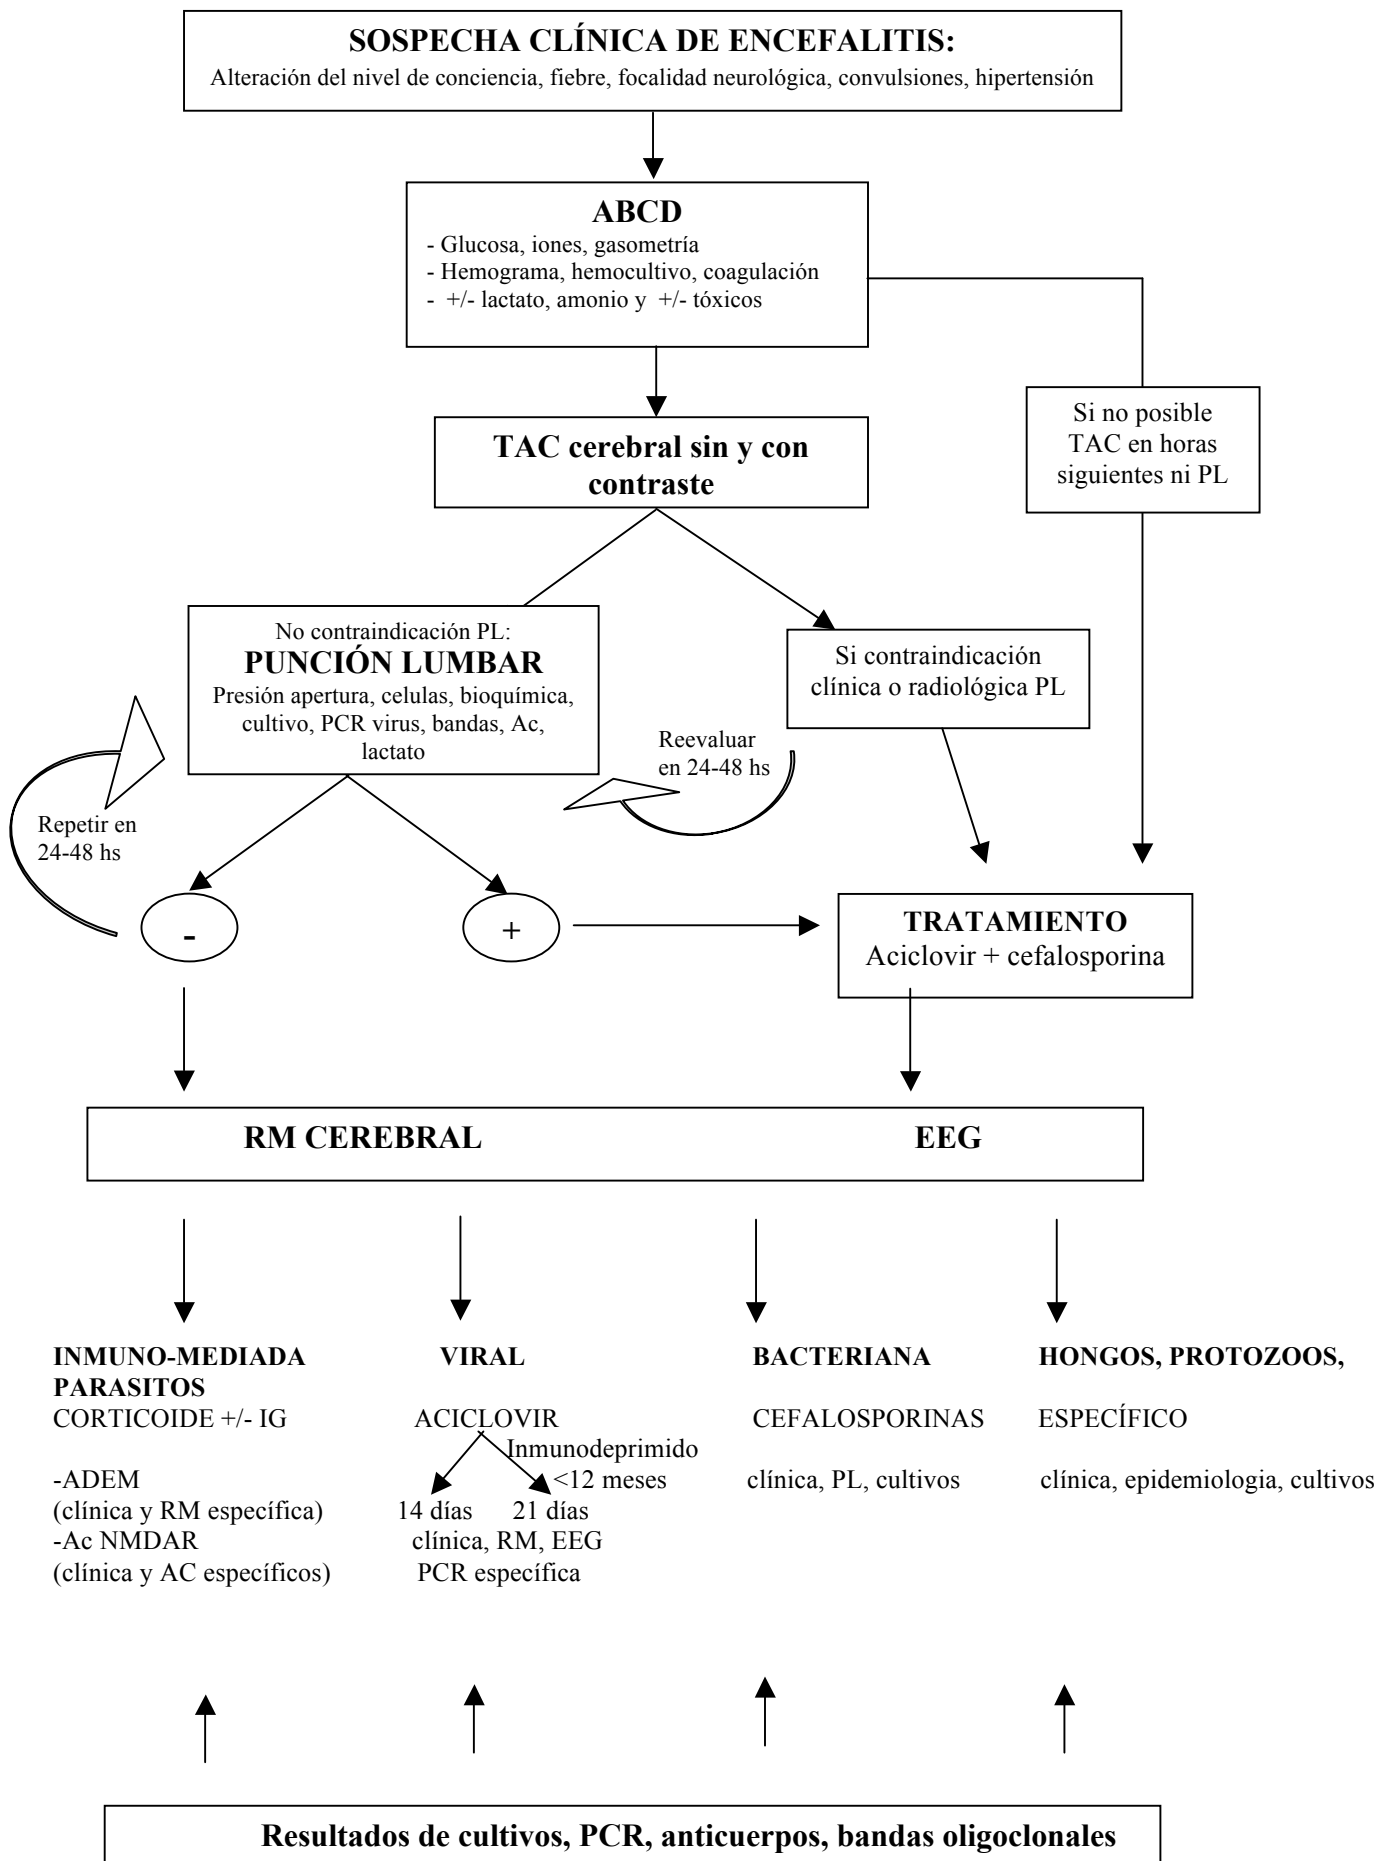 SOSPECHA CLÍNICA DE ENCEFALITIS:
Alteración del nivel de conciencia, fiebre, focalidad neurológica, convulsiones, hipertensión
ABCD
- Glucosa, iones, gasometría
- Hemograma, hemocultivo, coagulación
- +/- lactato, amonio y +/- tóxicos
Si no posible
TAC en horas
siguientes ni PL
TAC cerebral sin y con
contraste
No contraindicación PL:
PUNCIÓN LUMBAR
Presión apertura, celulas, bioquímica,
cultivo, PCR virus, bandas, Ac,
lactato
Si contraindicación
clínica o radiológica PL
Reevaluar
en 24-48 hs
Repetir en
24-48 hs
-
+
TRATAMIENTO
Aciclovir + cefalosporina
RM CEREBRAL EEG
INMUNO-MEDIADA VIRAL BACTERIANA HONGOS, PROTOZOOS,
PARASITOS
CORTICOIDE +/- IG ACICLOVIR CEFALOSPORINAS ESPECÍFICO
Inmunodeprimido
-ADEM <12 meses clínica, PL, cultivos clínica, epidemiologia, cultivos
(clínica y RM específica) 14 días 21 días
-Ac NMDAR clínica, RM, EEG
(clínica y AC específicos) PCR específica
Resultados de cultivos, PCR, anticuerpos, bandas oligoclonales